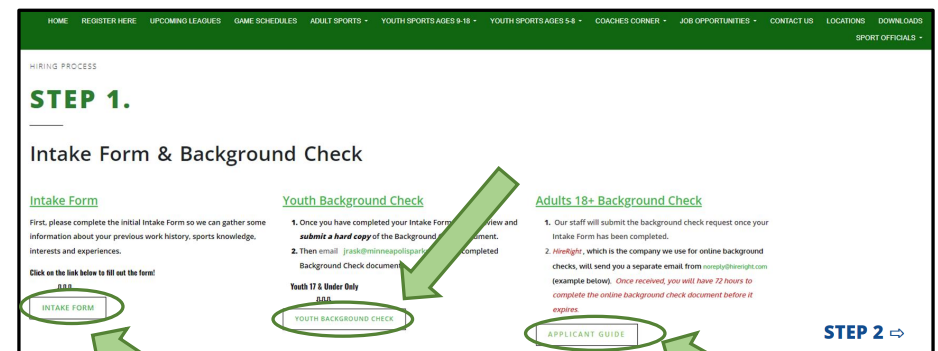 HOME REGISTER HERE UPCOMING LEAGUES GAME SCHEDULES ADULT SPORTS YOUTH SPORTS AGES 9-18 YOUTH SPORTS AGES 5-8 COACHES CORNER JOB OPPORTUNITIES CONTACT US LOCATIONS DOWNLOADS
SPORT OFFICIALS
HIRING PROCESS
STEP 1.
Intake Form & Background Check
Intake Form
First, please complete the initial Intake Form so we can gather some
information about your previous work history, sports knowledge,
interests and experiences.
Click on the link below to fill out the form!
INTAKE FORM
Youth Background Check
1. Once you have completed your Intake Form and
submit a hard copy of the Background
2. Then email jrask@minneapolispark completed
Background Check document
Youth 17 & Under Only
YOUTH BACKGROUND CHECK
Adults 18+ Background Check
1. Our staff will submit the background check request once your
Intake Form has been completed.
2. HireRight, which is the company we use for online background
checks, will send you a separate email from noreply@hireright.com
(example below). Once received, you will have 72 hours to
complete the online background check document before it
expires.
APPLICANT GUIDE
STEP 2 ⇨